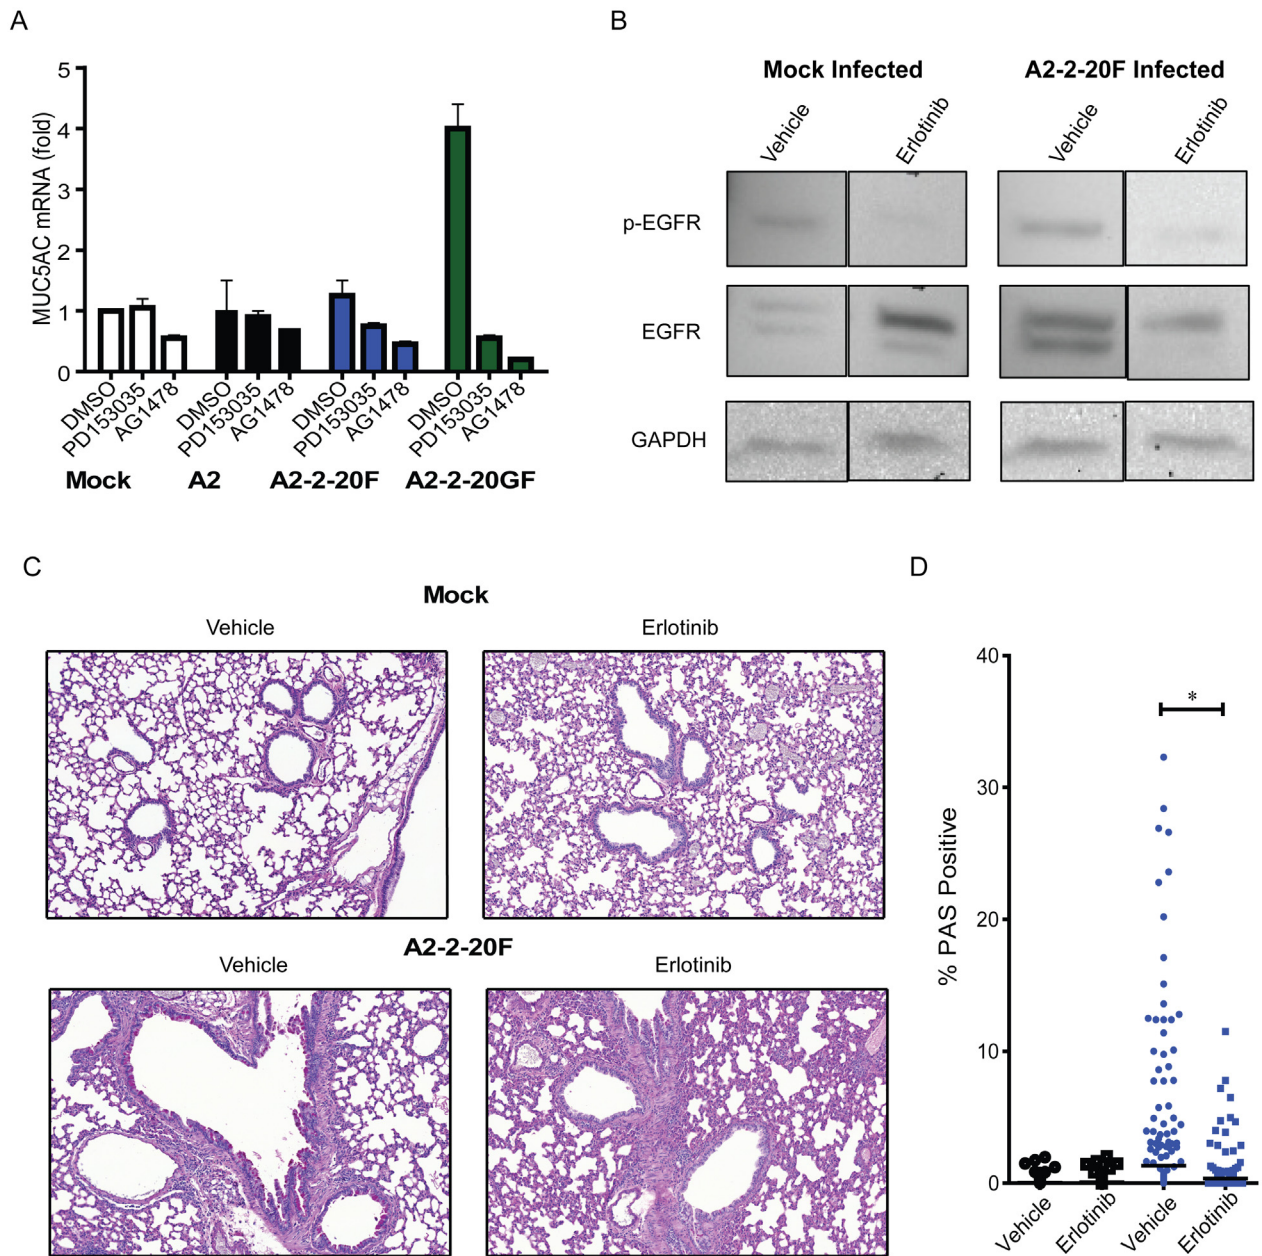 A
5
4
3
2
1
0
MUC5AC mRNA (fold)
DMSO
PD153035
AG1478
DMSO
PD153035
AG1478
DMSO
PD153035
AG1478
DMSO
PD153035
AG1478
Mock A2 A2-2-20F A2-2-20GF
B
Mock Infected A2-2-20F Infected
Vehicle
Erlotinib
Vehicle
Erlotinib
p-EGFR
EGFR
GAPDH
C
Mock
Vehicle Erlotinib
A2-2-20F
Vehicle Erlotinib
D
40
30
20
10
0
% PAS Positive
*
Vehicle
Erlotinib
Vehicle
Erlotinib